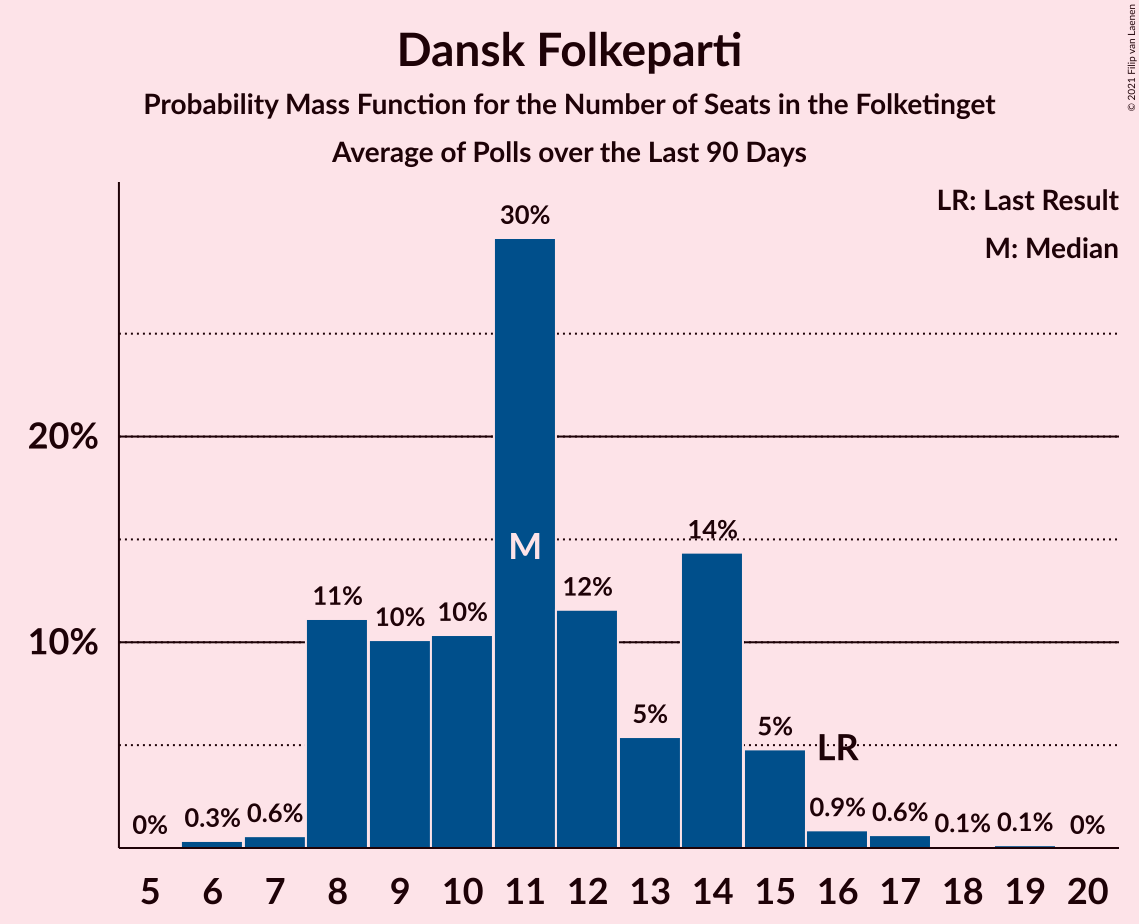 Dansk Folkeparti
Probability Mass Function for the Number of Seats in the Folketinget
Average of Polls over the Last 90 Days
© 2021 Filip van Laenen
LR: Last Result
M: Median
30%
20%
14%
M
12%
11%
10%
10%
10%
5%
5%
LR
0%
0.3%
0.6%
0.9%
0.6%
0.1%
0.1%
0%
5 6 7 8 9 10 11 12 13 14 15 16 17 18 19 20